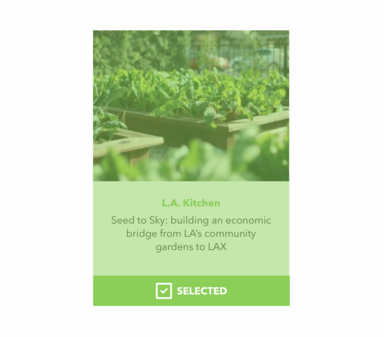 L.A. Kitchen
Seed to Sky: building an economic
bridge from LA's community
gardens to LAX
SELECTED